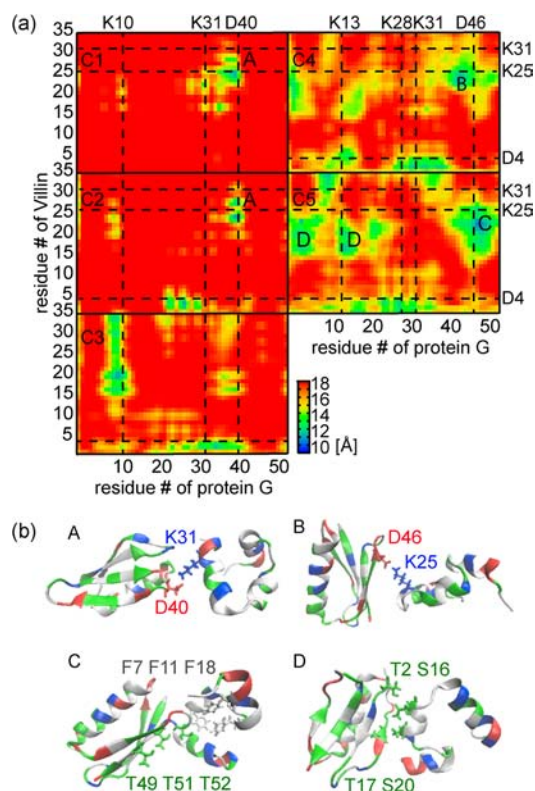 (a)
K10 K31 D40 K13 K28 K31 D46
35 C1 A C4 K31
30
25 B K25
20
15
10
5 D4
35 C2 A C5 K31
30
25 K25
20 D D C
15
10
5 D4
35 C3
30
25
20
15
10
5
residue # of Villin
10 20 30 40 50
residue # of protein G
10 20 30 40 50
residue # of protein G
18
16
14
12
10 [Å]
(b)
A K31 D40
B D46 K25
C F7 F11 F18
T49 T51 T52
D T2 S16
T17 S20